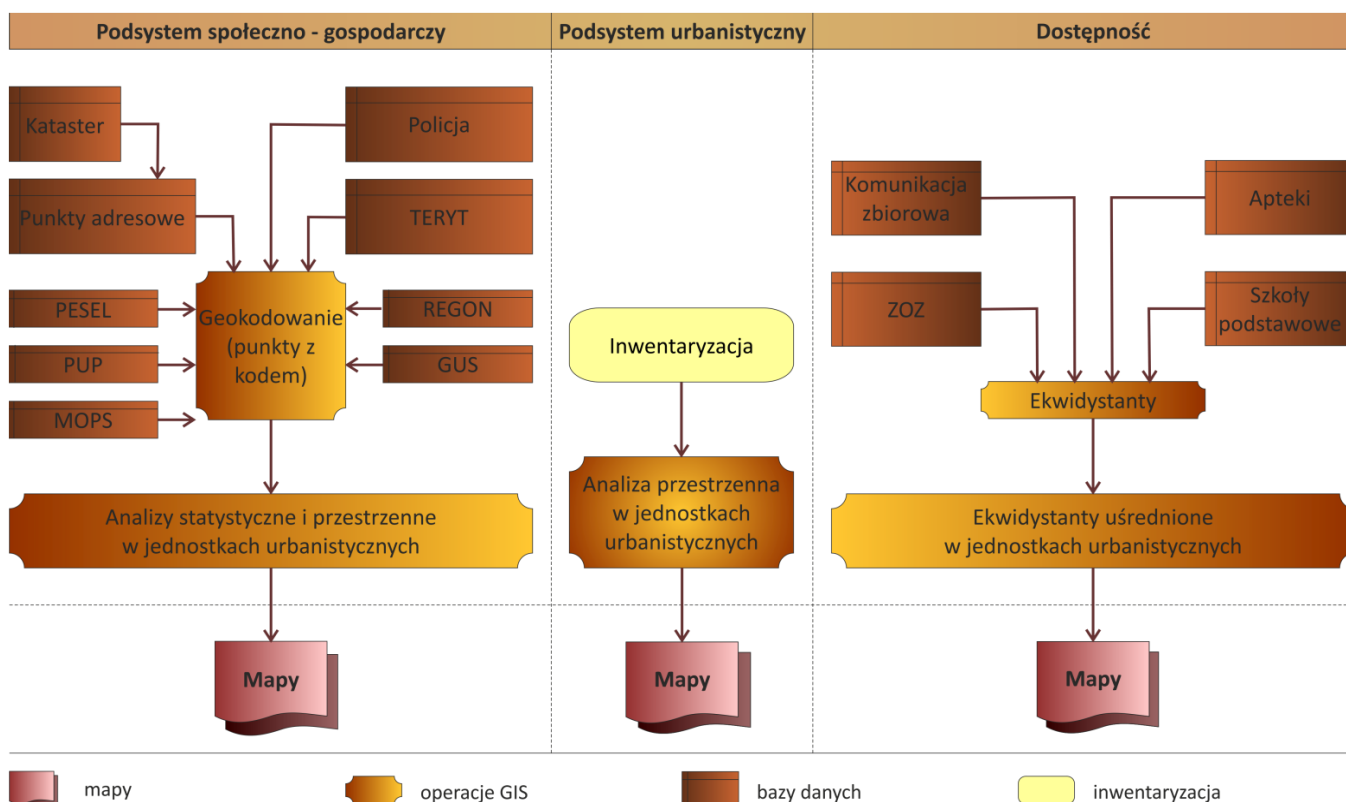 Podsystem społeczno - gospodarczy
Podsystem urbanistyczny
Dostępność
Kataster
Policja
Punkty adresowe
TERYT
PESEL
PUP
MOPS
Geokodowanie
(punkty z
kodem)
REGON
GUS
Analizy statystyczne i przestrzenne
w jednostkach urbanistycznych
Mapy
Inwentaryzacja
Analiza przestrzenna
w jednostkach
urbanistycznych
Mapy
Komunikacja
zbiorowa
Apteki
ZOZ
Szkoły
podstawowe
Ekwidystanty
Ekwidystanty uśrednione
w jednostkach urbanistycznych
Mapy
mapy
operacje GIS
bazy danych
inwentaryzacja